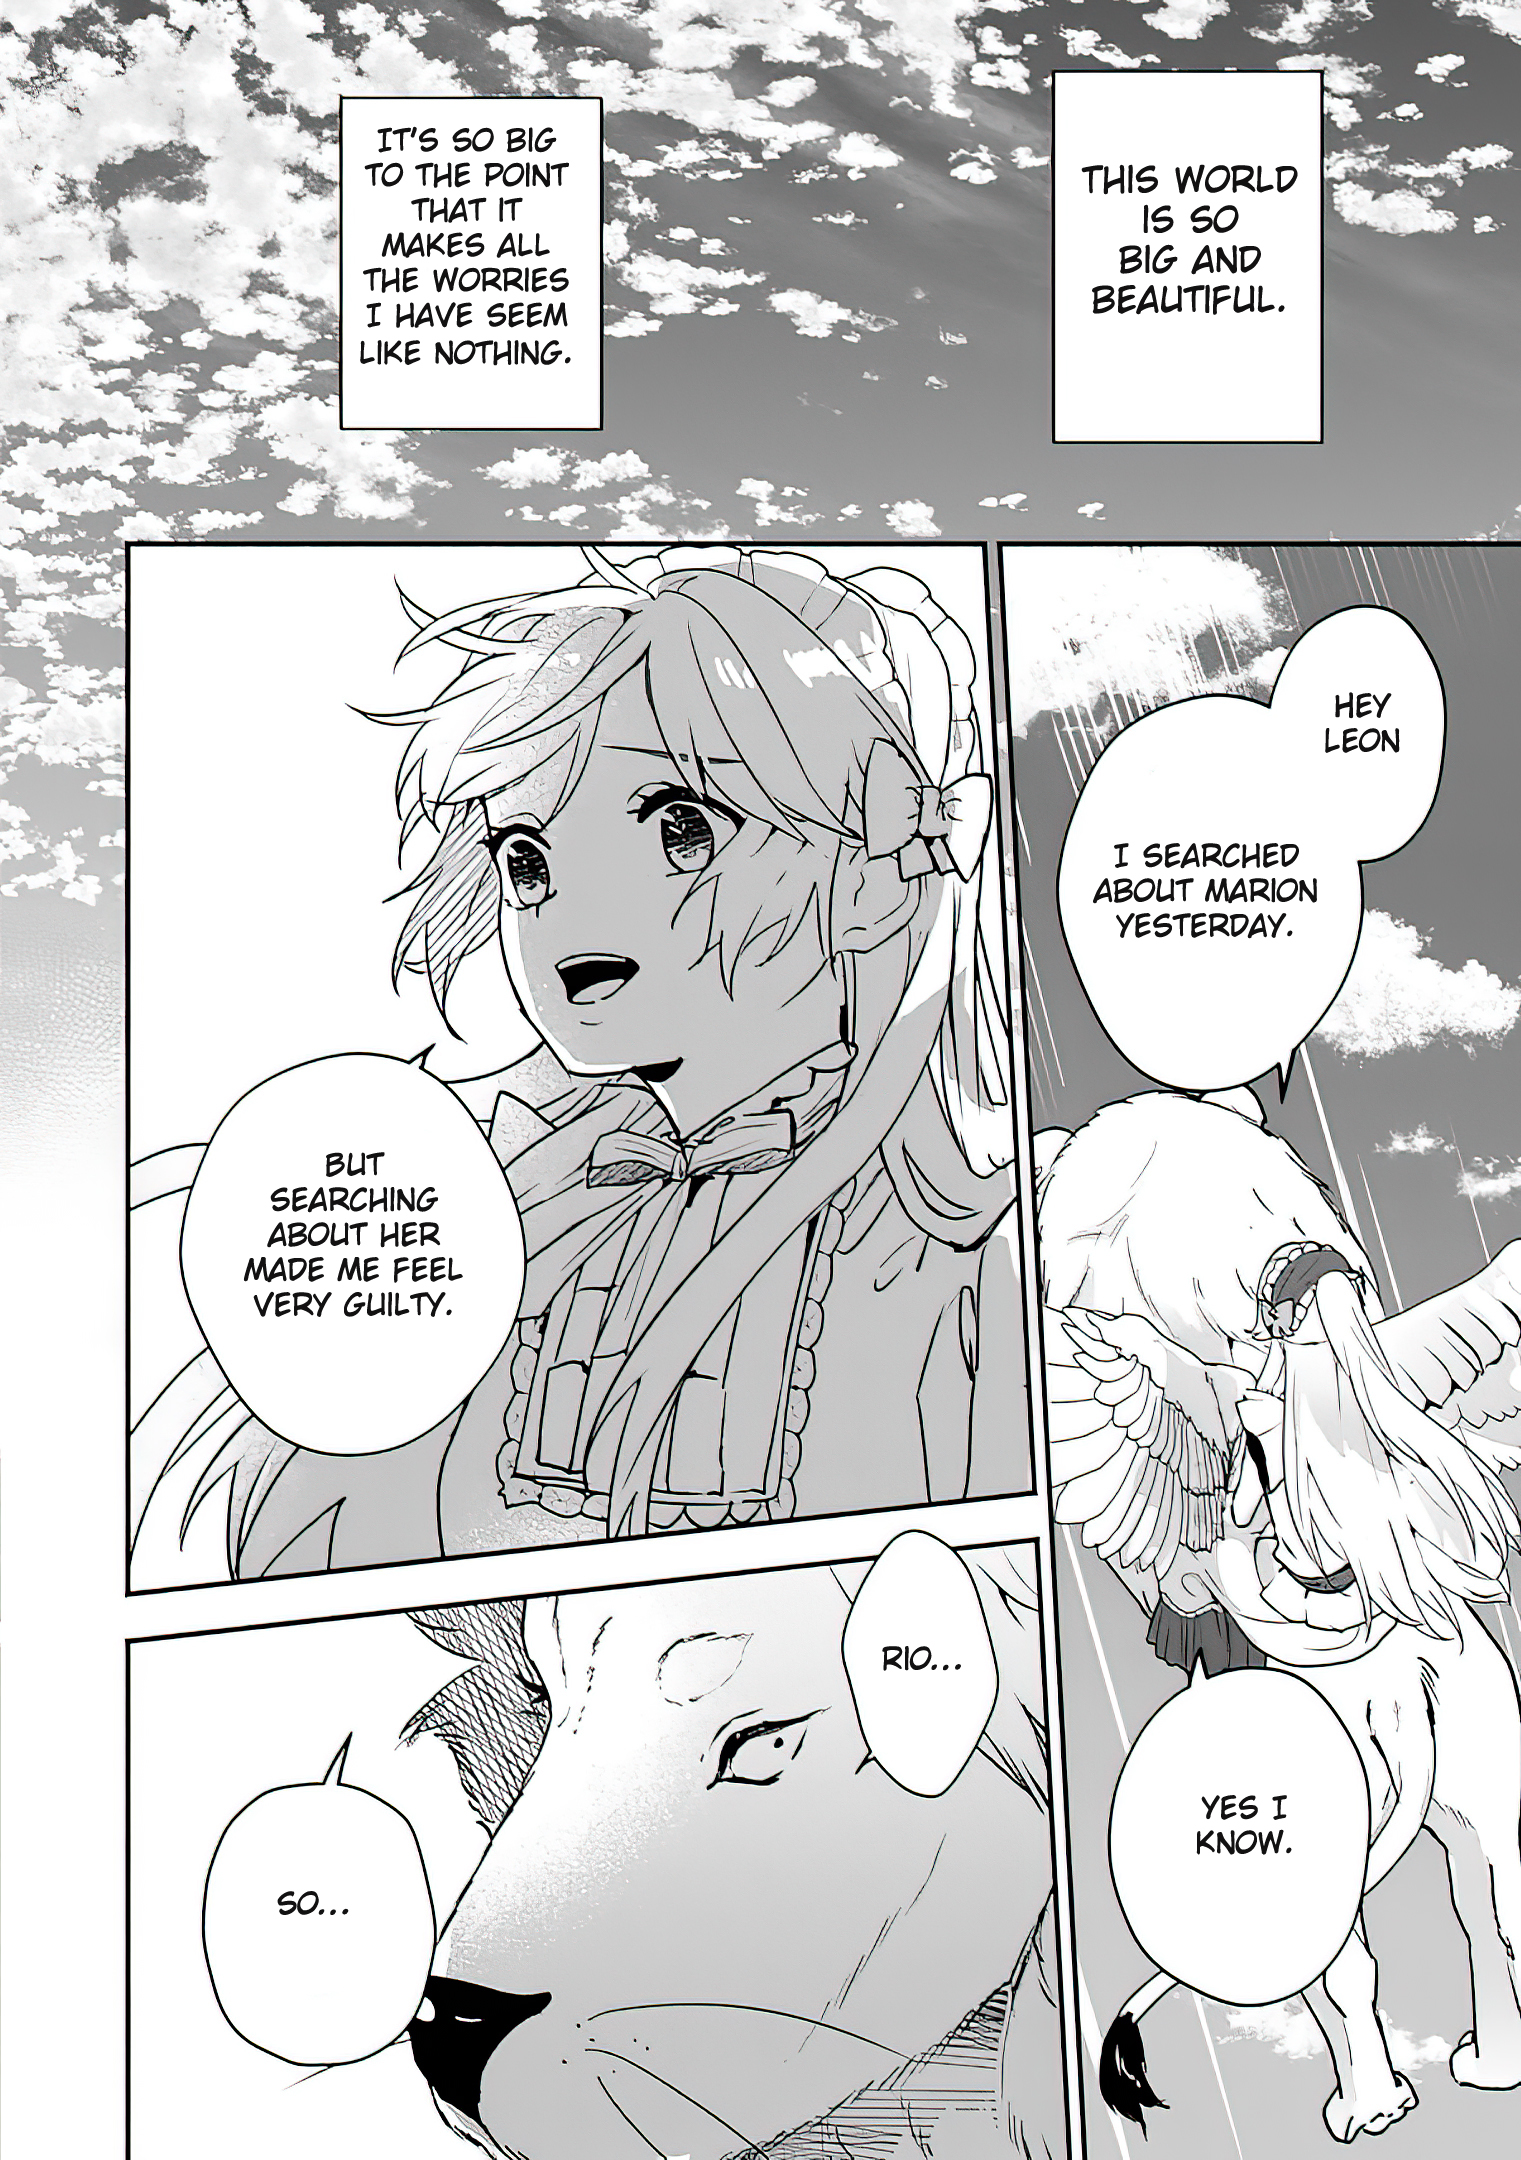 THIS WORLD
IS SO
BIG AND
BEAUTIFUL.
IT'S SO BIG
TO THE POINT
THAT IT
MAKES ALL
THE WORRIES
I HAVE SEEM
LIKE NOTHING.
HEY
LEON
I SEARCHED
ABOUT MARION
YESTERDAY.
YES I
KNOW.
BUT
SEARCHING
ABOUT HER
MADE ME FEEL
VERY GUILTY.
RIO...
SO...